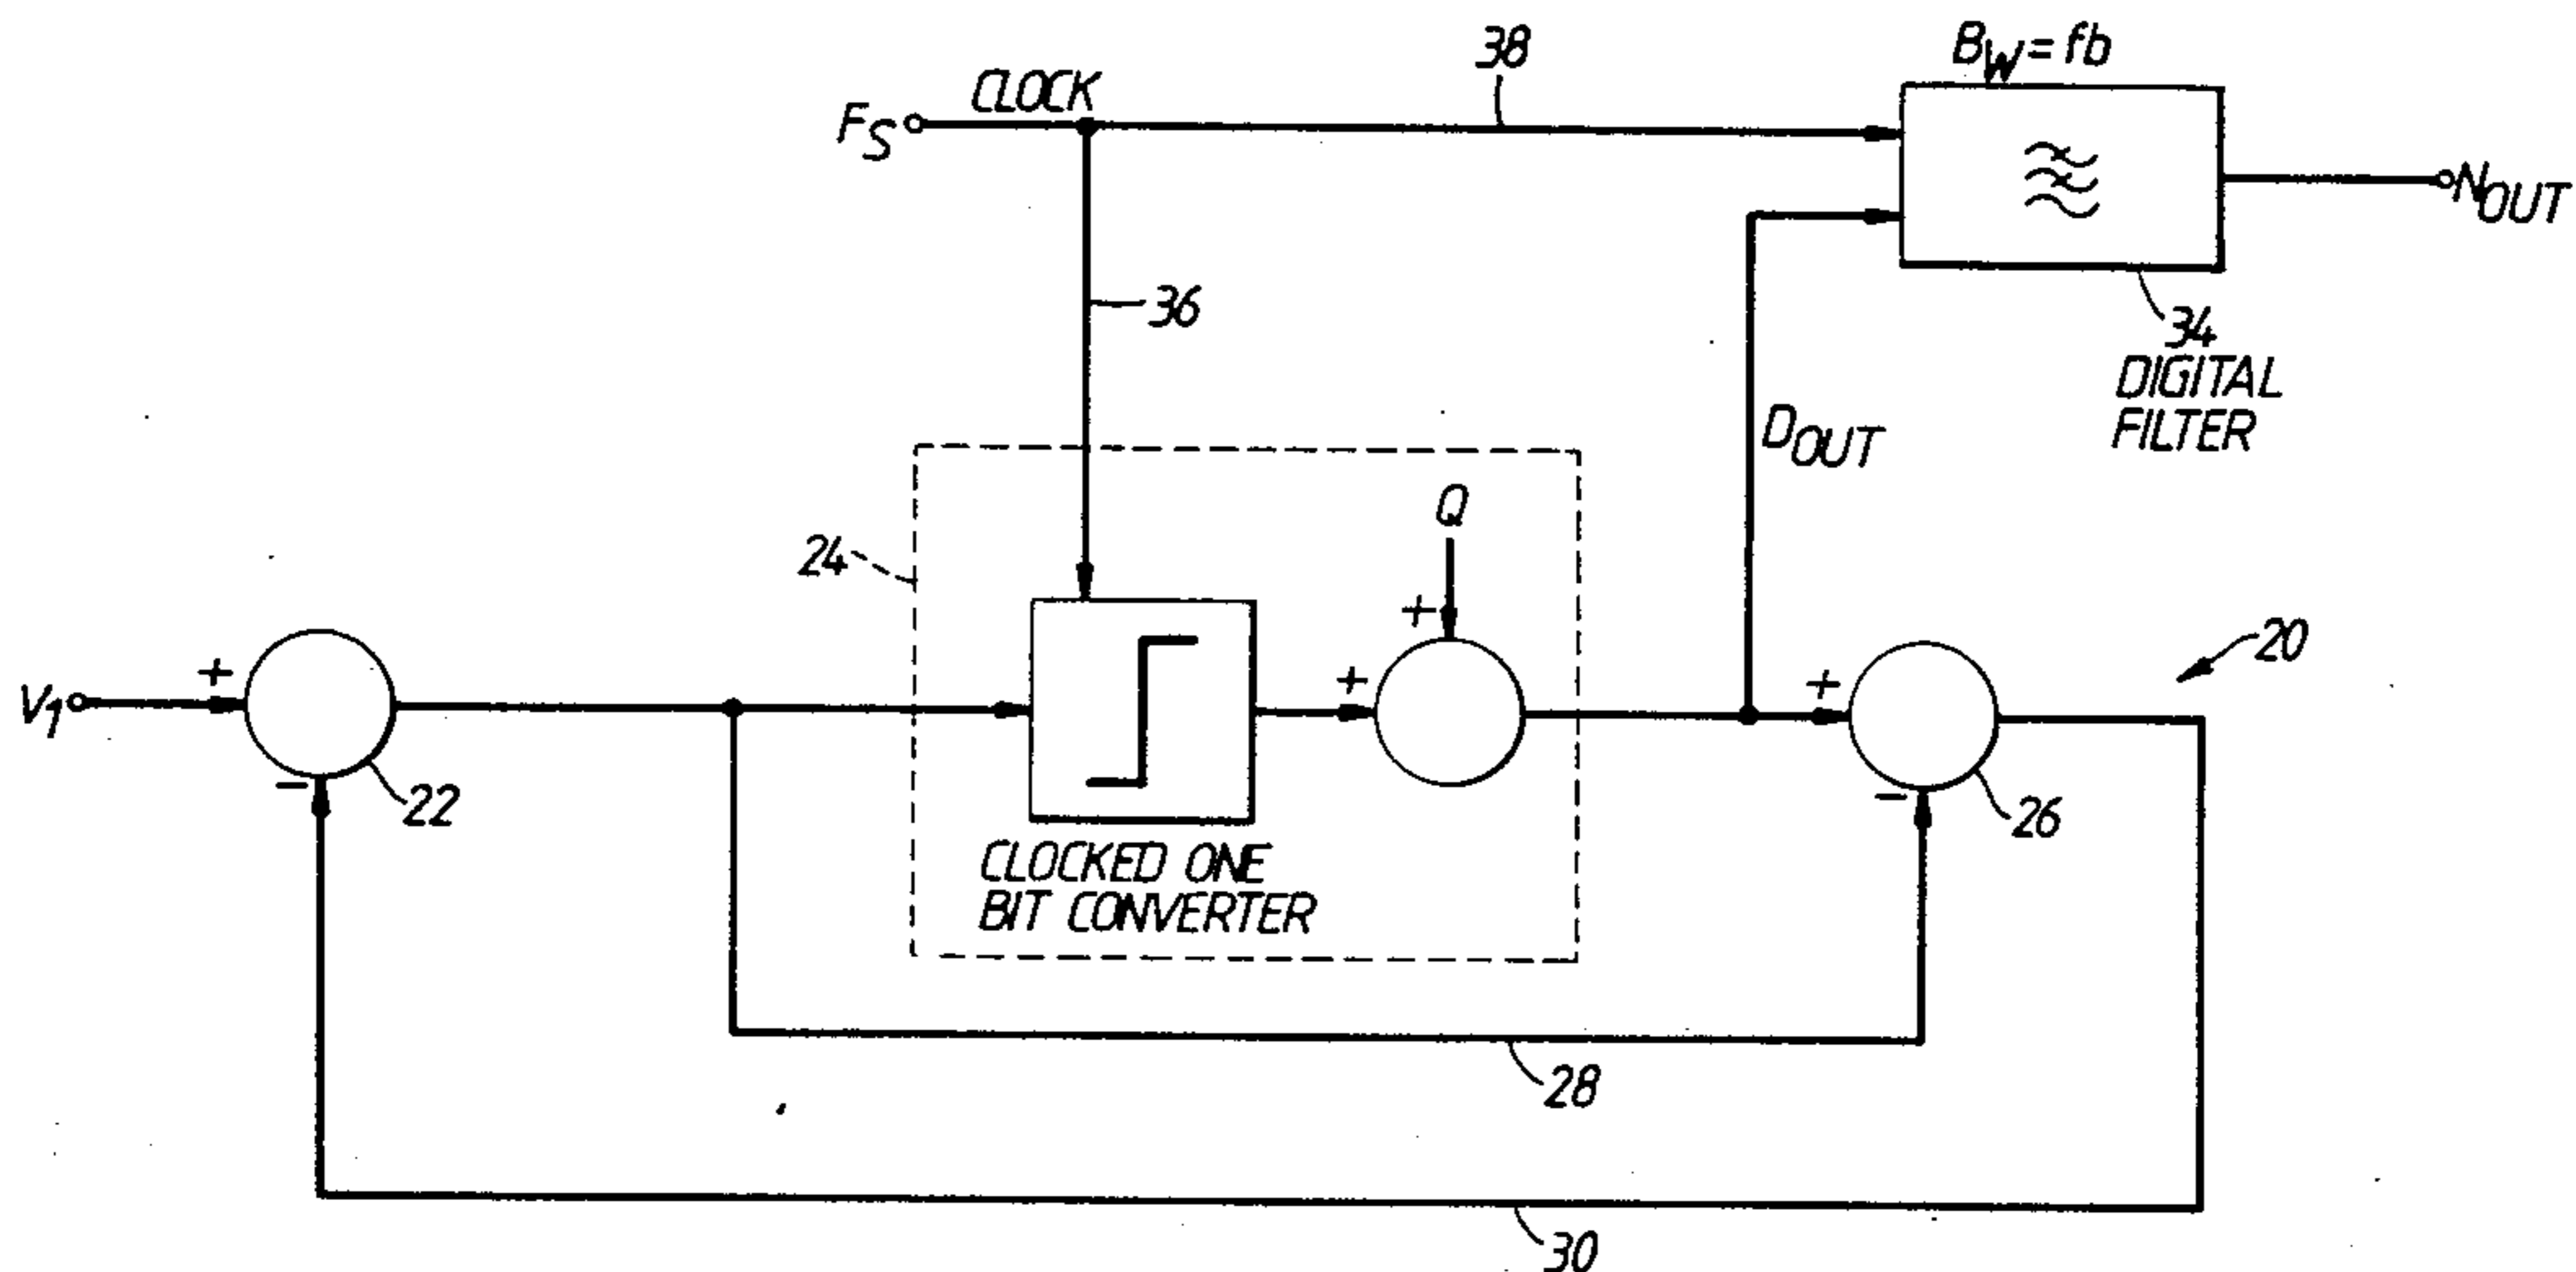 B_W = fb
38
CLOCK
F_S
N_OUT
36
34
DIGITAL
FILTER
D_OUT
Q
24
+
20
+
+
+
V_1
-
22
-
26
CLOCKED ONE
BIT CONVERTER
28
30